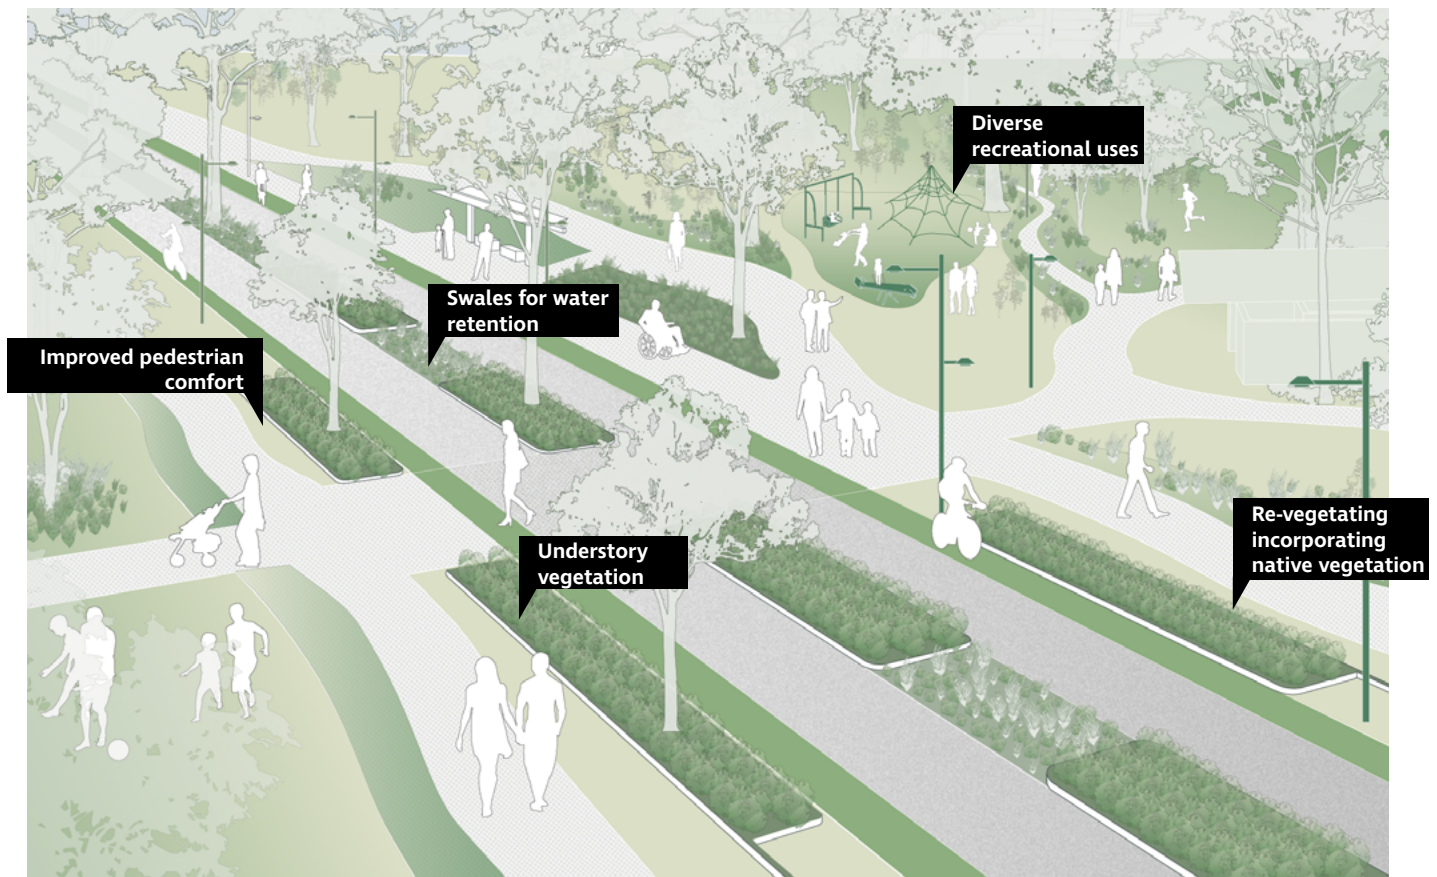 Diverse
recreational uses
Swales for water
retention
Improved pedestrian
comfort
Re-vegetating
incorporating
native vegetation
Understory
vegetation